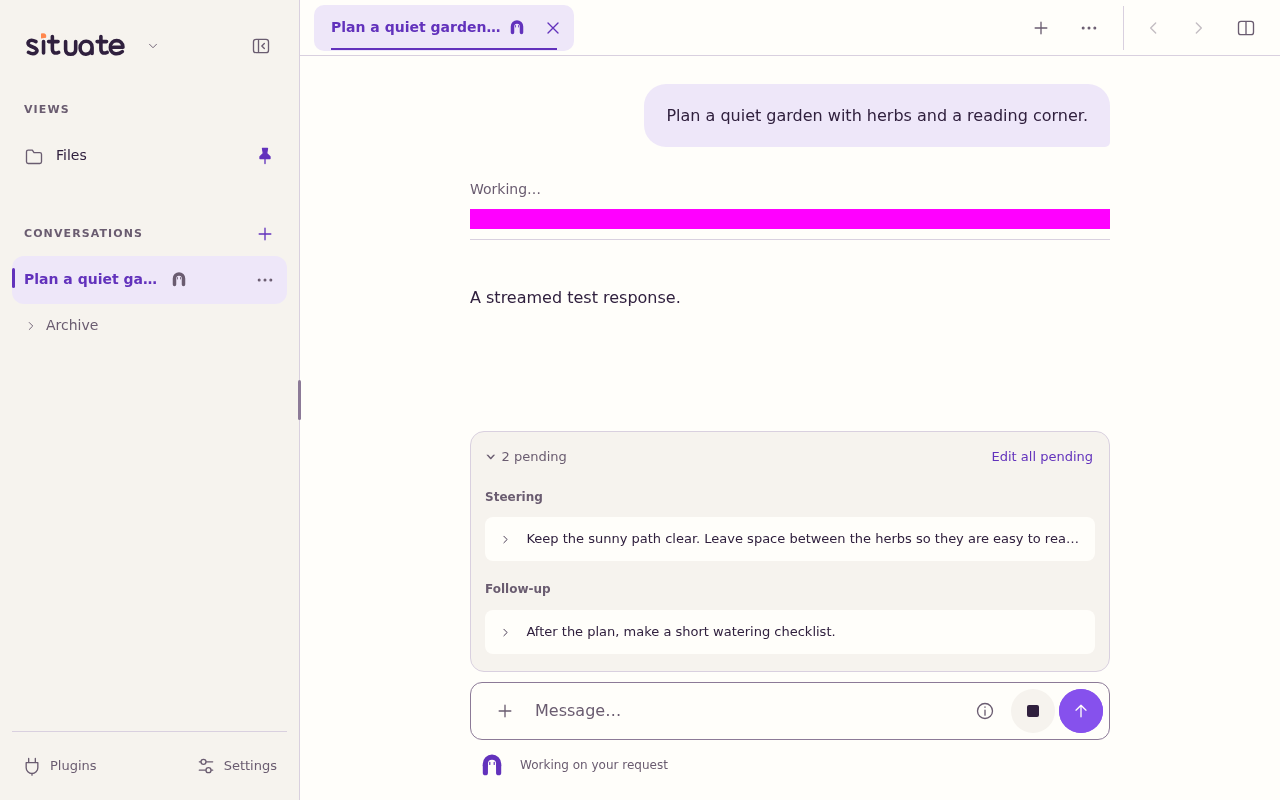 situate
Plan a quiet garden...
VIEWS
Files
CONVERSATIONS
Plan a quiet ga...
Archive
Plugins
Settings
Plan a quiet garden with herbs and a reading corner.
Working...
A streamed test response.
2 pending
Edit all pending
Steering
Keep the sunny path clear. Leave space between the herbs so they are easy to rea...
Follow-up
After the plan, make a short watering checklist.
Message...
Working on your request